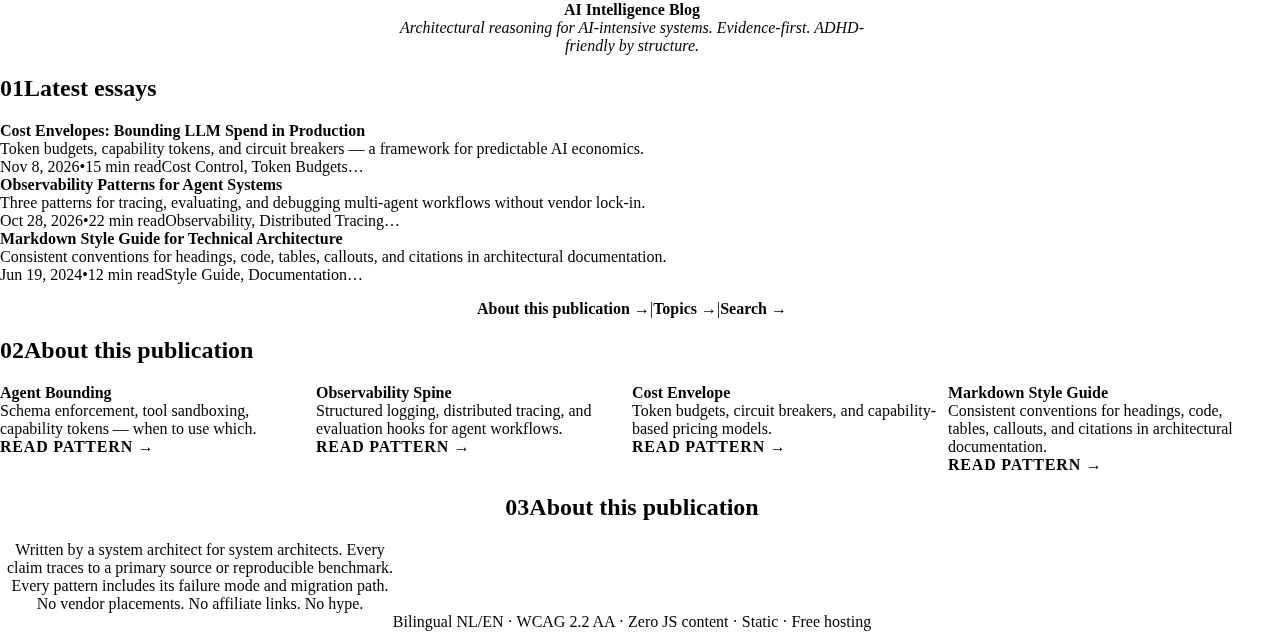 AI Intelligence Blog
Architectural reasoning for AI-intensive systems. Evidence-first. ADHD-
friendly by structure.
01Latest essays
Cost Envelopes: Bounding LLM Spend in Production
Token budgets, capability tokens, and circuit breakers — a framework for predictable AI economics.
Nov 8, 2026•15 min readCost Control, Token Budgets…
Observability Patterns for Agent Systems
Three patterns for tracing, evaluating, and debugging multi-agent workflows without vendor lock-in.
Oct 28, 2026•22 min readObservability, Distributed Tracing…
Markdown Style Guide for Technical Architecture
Consistent conventions for headings, code, tables, callouts, and citations in architectural documentation.
Jun 19, 2024•12 min readStyle Guide, Documentation…
About this publication →|Topics →|Search →
02About this publication
Agent Bounding
Schema enforcement, tool sandboxing,
capability tokens — when to use which.
READ PATTERN →
Observability Spine
Structured logging, distributed tracing, and
evaluation hooks for agent workflows.
READ PATTERN →
Cost Envelope
Token budgets, circuit breakers, and capability-
based pricing models.
READ PATTERN →
Markdown Style Guide
Consistent conventions for headings, code,
tables, callouts, and citations in architectural
documentation.
READ PATTERN →
03About this publication
Written by a system architect for system architects. Every
claim traces to a primary source or reproducible benchmark.
Every pattern includes its failure mode and migration path.
No vendor placements. No affiliate links. No hype.
Bilingual NL/EN · WCAG 2.2 AA · Zero JS content · Static · Free hosting